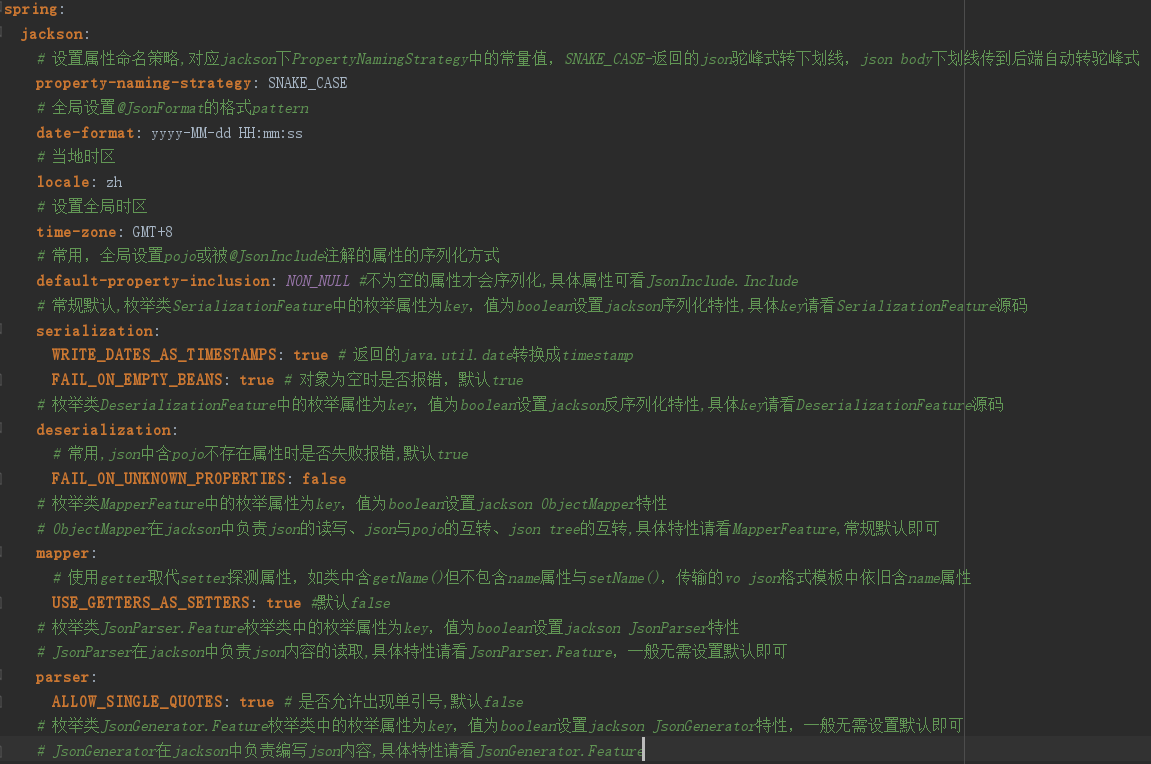 spring:
jackson:
# 设置属性命名策略,对应jackson下PropertyNamingStrategy中的常量值，SNAKE_CASE-返回的json驼峰式转下划线，json body下划线传到后端自动转驼峰式
property-naming-strategy: SNAKE_CASE
# 全局设置@JsonFormat的格式pattern
date-format: yyyy-MM-dd HH:mm:ss
# 当地时区
locale: zh
# 设置全局时区
time-zone: GMT+8
# 常用，全局设置pojo或被@JsonInclude注解的属性的序列化方式
default-property-inclusion: NON_NULL #不为空的属性才会序列化,具体属性可看JsonInclude.Include
# 常规默认,枚举类SerializationFeature中的枚举属性为key，值为boolean设置jackson序列化特性,具体key请看SerializationFeature源码
serialization:
WRITE_DATES_AS_TIMESTAMPS: true # 返回的java.util.date转换成timestamp
FAIL_ON_EMPTY_BEANS: true # 对象为空时是否报错，默认true
# 枚举类DeserializationFeature中的枚举属性为key，值为boolean设置jackson反序列化特性,具体key请看DeserializationFeature源码
deserialization:
# 常用,json中含pojo不存在属性时是否失败报错,默认true
FAIL_ON_UNKNOWN_PROPERTIES: false
# 枚举类MapperFeature中的枚举属性为key，值为boolean设置jackson ObjectMapper特性
# ObjectMapper在jackson中负责json的读写、json与pojo的互转、json tree的互转,具体特性请看MapperFeature,常规默认即可
mapper:
# 使用getter取代setter探测属性，如类中含getName()但不包含name属性与setName()，传输的vo json格式模板中依旧含name属性
USE_GETTERS_AS_SETTERS: true #默认false
# 枚举类JsonParser.Feature枚举类中的枚举属性为key，值为boolean设置jackson JsonParser特性
# JsonParser在jackson中负责json内容的读取,具体特性请看JsonParser.Feature，一般无需设置默认即可
parser:
ALLOW_SINGLE_QUOTES: true # 是否允许出现单引号,默认false
# 枚举类JsonGenerator.Feature枚举类中的枚举属性为key，值为boolean设置jackson JsonGenerator特性，一般无需设置默认即可
# JsonGenerator在jackson中负责编写json内容,具体特性请看JsonGenerator.Feature